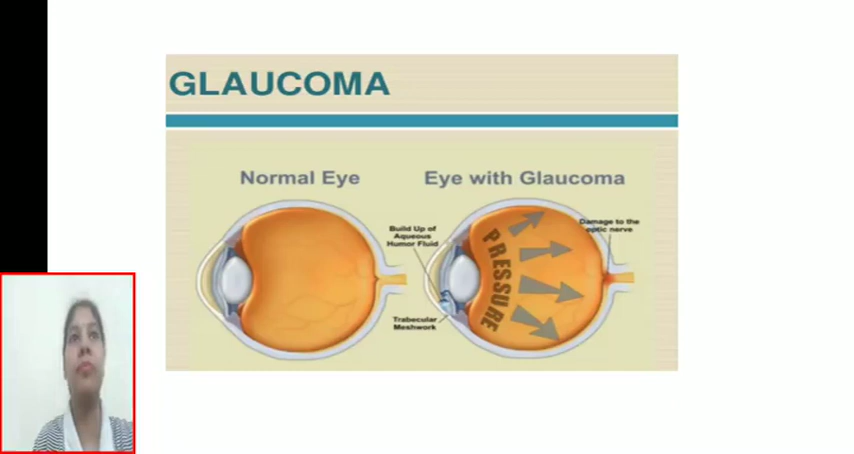 GLAUCOMA
Normal Eye
Eye with Glaucoma
Build Up of
Aqueous
Humor Fluid
Damage to the
optic nerve
PRESSURE
Trabecular
Meshwork